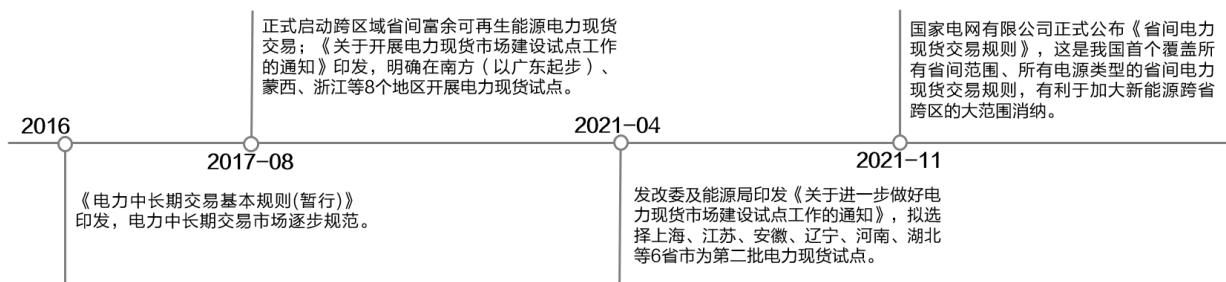 2016
《电力中长期交易基本规则(暂行)》
印发，电力中长期交易市场逐步规范。
正式启动跨区域省间富余可再生能源电力现货
交易；《关于开展电力现货市场建设试点工作
的通知》印发，明确在南方（以广东起步）、
蒙西、浙江等8个地区开展电力现货试点。
2017-08
2021-04
发改委及能源局印发《关于进一步做好电
力现货市场建设试点工作的通知》，拟选
择上海、江苏、安徽、辽宁、河南、湖北
等6省市为第二批电力现货试点。
国家电网有限公司正式公布《省间电力
现货交易规则》，这是我国首个覆盖所
有省间范围、所有电源类型的省间电力
现货交易规则，有利于加大新能源跨省
跨区的大范围消纳。
2021-11